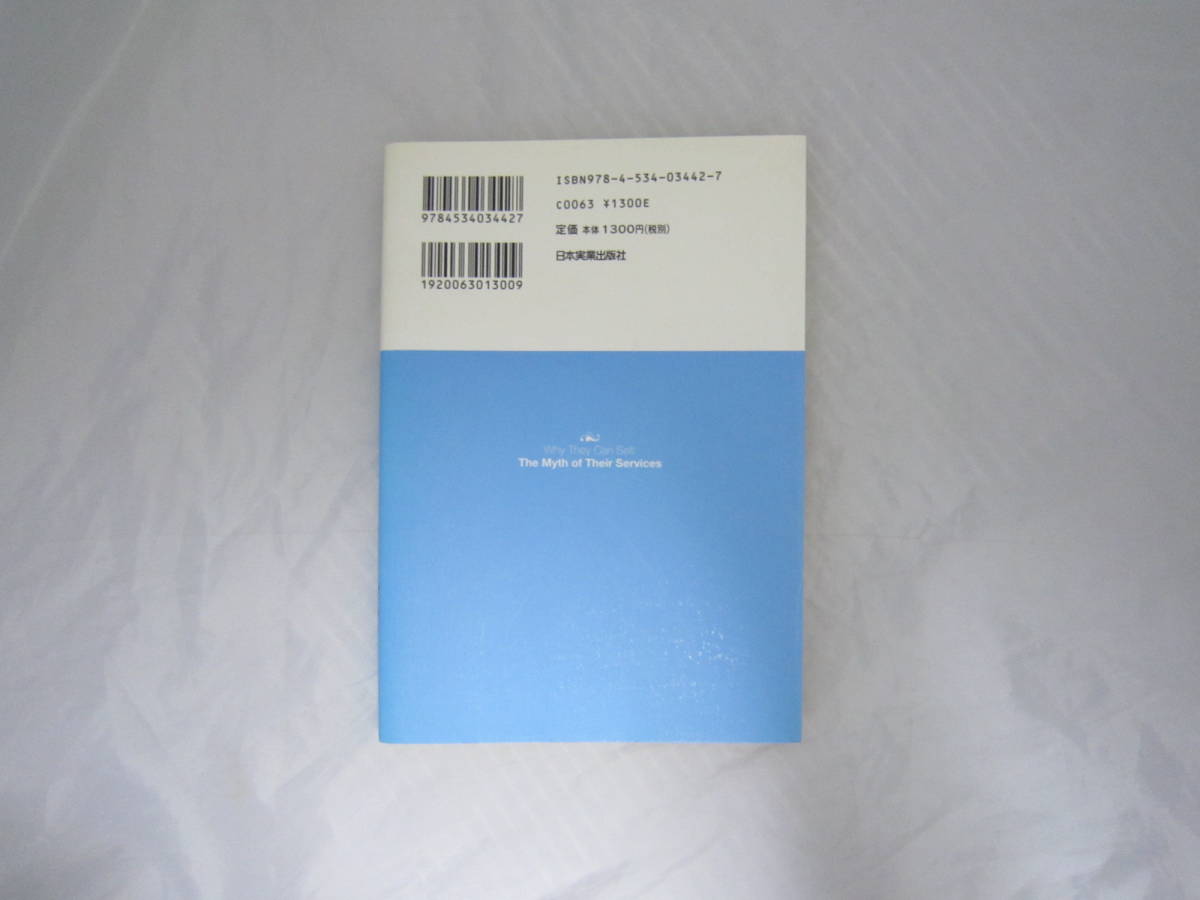 ISBN978-4-534-03442-7
9784534034427
C0063 ¥1300E
定価 本体1300円(税別)
日本実業出版社
1920063013009
Why They Can Sell:
The Myth of Their Services